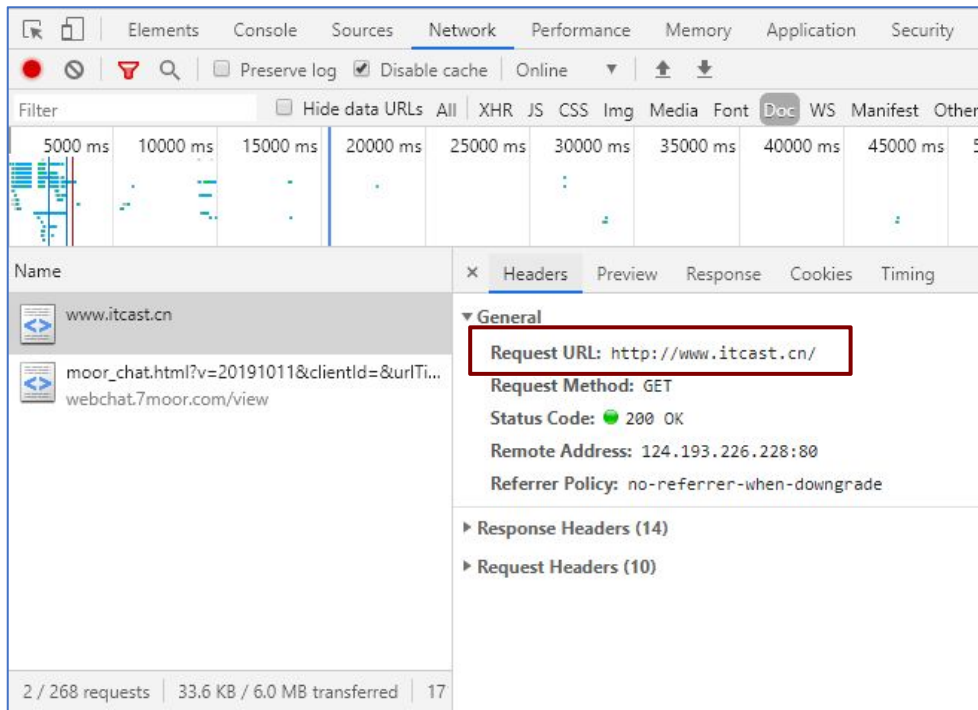 Elements Console Sources Network Performance Memory Application Security
Preserve log Disable cache Online
Filter Hide data URLs All XHR JS CSS Img Media Font Doc WS Manifest Other
5000 ms 10000 ms 15000 ms 20000 ms 25000 ms 30000 ms 35000 ms 40000 ms 45000 ms 5
Name
www.itcast.cn
moor_chat.html?v=20191011&clientId=&urlTi...
webchat.7moor.com/view
2 / 268 requests 33.6 KB / 6.0 MB transferred 17
× Headers Preview Response Cookies Timing
General
Request URL: http://www.itcast.cn/
Request Method: GET
Status Code: 200 OK
Remote Address: 124.193.226.228:80
Referrer Policy: no-referrer-when-downgrade
Response Headers (14)
Request Headers (10)